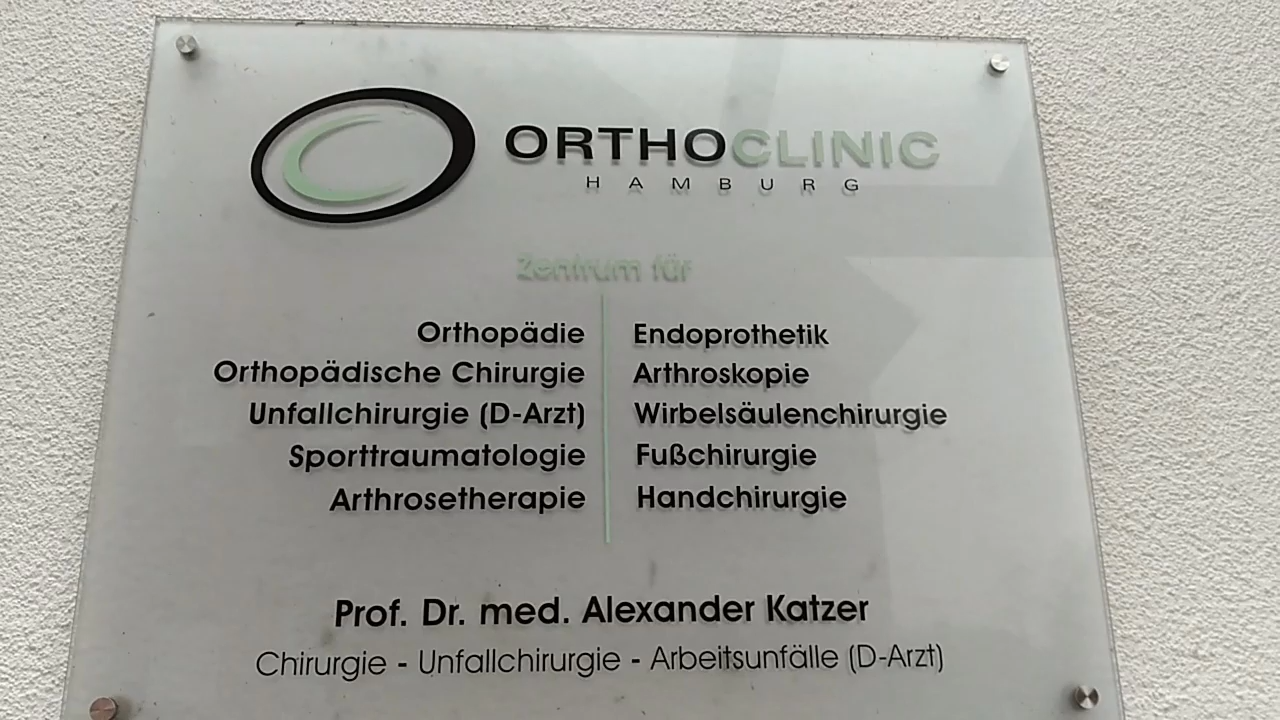 ORTHOCLINIC
HAMBURG
Zentrum für
Orthopädie
Orthopädische Chirurgie
Unfallchirurgie (D-Arzt)
Sporttraumatologie
Arthrosetherapie
Endoprothetik
Arthroskopie
Wirbelsäulenchirurgie
Fußchirurgie
Handchirurgie
Prof. Dr. med. Alexander Katzer
Chirurgie - Unfallchirurgie - Arbeitsunfälle (D-Arzt)